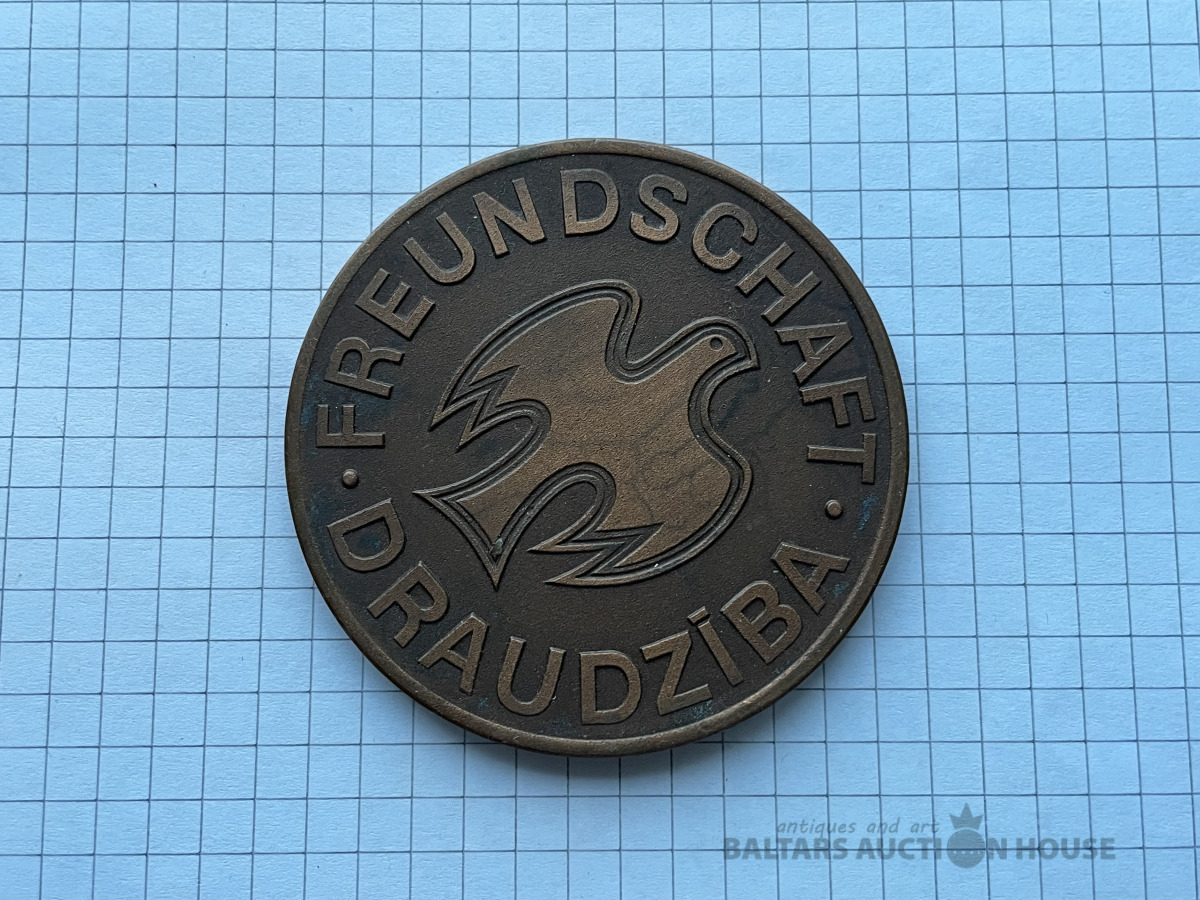 FREUNDSCHAFT
· DRAUDZĪBA ·
antiques and art
BALTARS AUCTION HOUSE